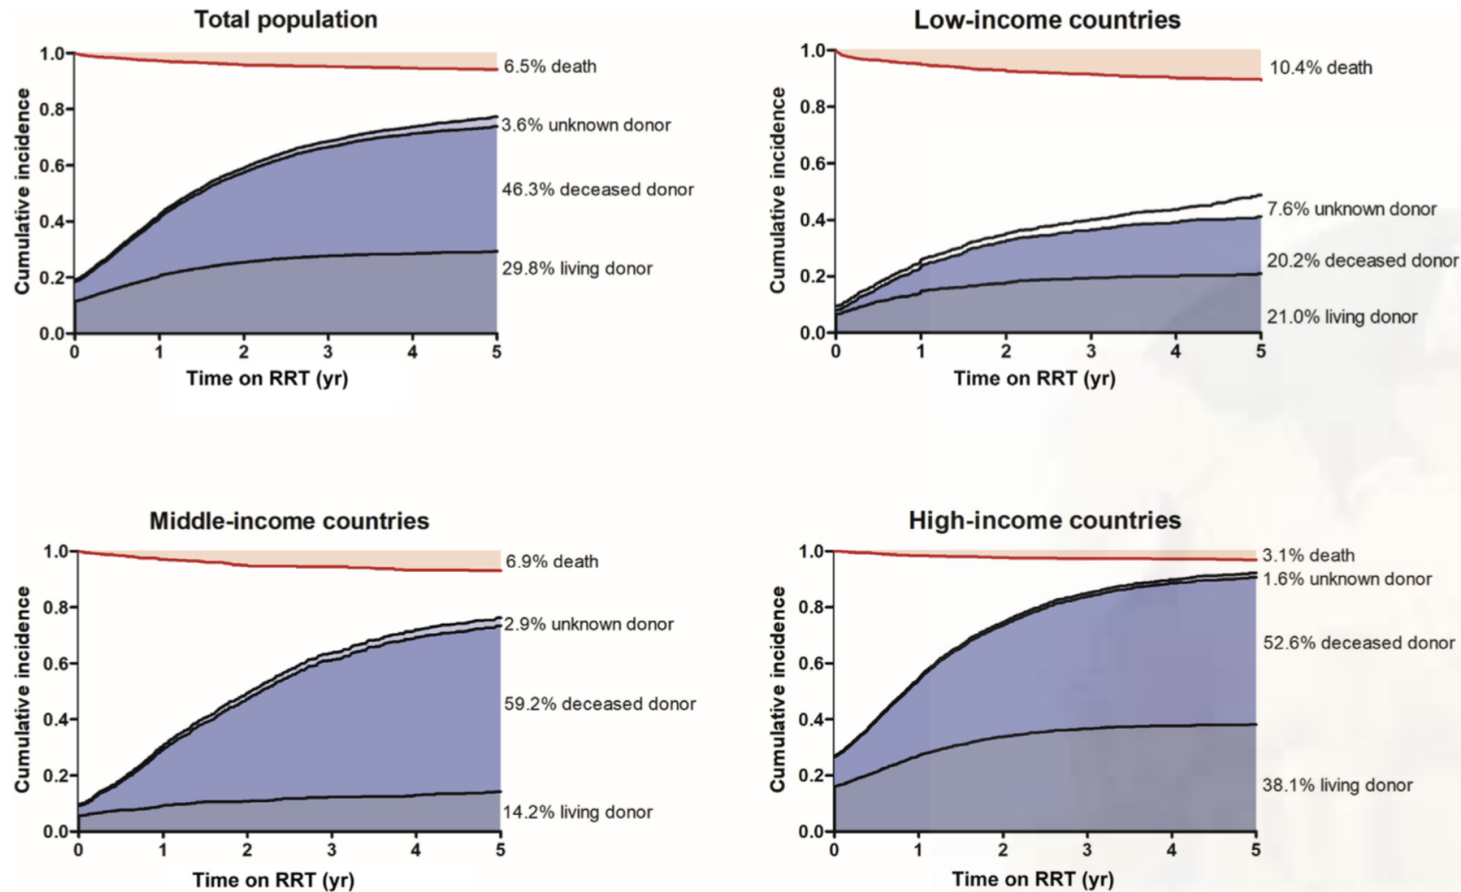 Total population
Cumulative incidence
1.0
0.8
0.6
0.4
0.2
0.0
0 1 2 3 4 5
Time on RRT (yr)
6.5% death
3.6% unknown donor
46.3% deceased donor
29.8% living donor
Low-income countries
Cumulative incidence
1.0
0.8
0.6
0.4
0.2
0.0
0 1 2 3 4 5
Time on RRT (yr)
10.4% death
7.6% unknown donor
20.2% deceased donor
21.0% living donor
Middle-income countries
Cumulative incidence
1.0
0.8
0.6
0.4
0.2
0.0
0 1 2 3 4 5
Time on RRT (yr)
6.9% death
2.9% unknown donor
59.2% deceased donor
14.2% living donor
High-income countries
Cumulative incidence
1.0
0.8
0.6
0.4
0.2
0.0
0 1 2 3 4 5
Time on RRT (yr)
3.1% death
1.6% unknown donor
52.6% deceased donor
38.1% living donor